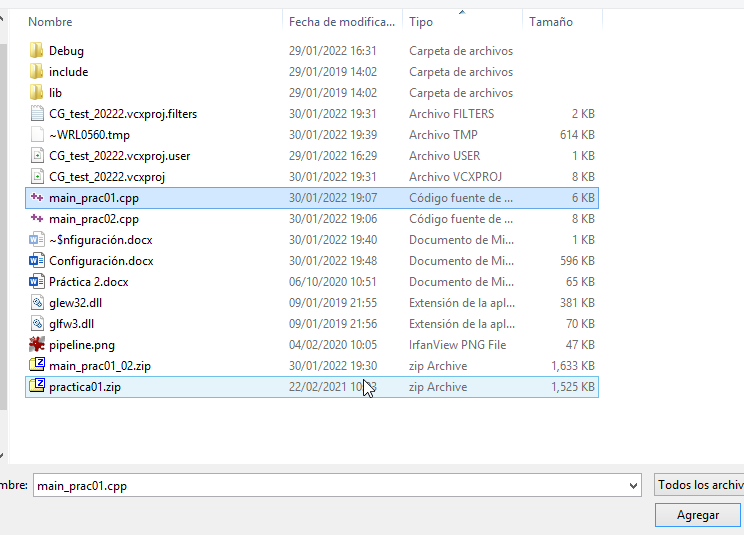 Nombre Fecha de modifica... Tipo Tamaño
Debug 29/01/2022 16:31 Carpeta de archivos
include 29/01/2019 14:02 Carpeta de archivos
lib 29/01/2019 14:02 Carpeta de archivos
CG_test_20222.vcxproj.filters 30/01/2022 19:31 Archivo FILTERS 2 KB
~WRL0560.tmp 30/01/2022 19:39 Archivo TMP 614 KB
CG_test_20222.vcxproj.user 29/01/2022 16:29 Archivo USER 1 KB
CG_test_20222.vcxproj 30/01/2022 19:31 Archivo VCXPROJ 8 KB
main_prac01.cpp 30/01/2022 19:07 Código fuente de ... 6 KB
main_prac02.cpp 30/01/2022 19:06 Código fuente de ... 8 KB
~$nfiguración.docx 30/01/2022 19:40 Documento de Mi... 1 KB
Configuración.docx 30/01/2022 19:48 Documento de Mi... 596 KB
Práctica 2.docx 06/10/2020 10:51 Documento de Mi... 65 KB
glew32.dll 09/01/2019 21:55 Extensión de la apl... 381 KB
glfw3.dll 09/01/2019 21:56 Extensión de la apl... 70 KB
pipeline.png 04/02/2020 10:05 IrfanView PNG File 47 KB
main_prac01_02.zip 30/01/2022 19:30 zip Archive 1,633 KB
practica01.zip 22/02/2021 zip Archive 1,525 KB
mbre: main_prac01.cpp Todos los archiv
Agregar